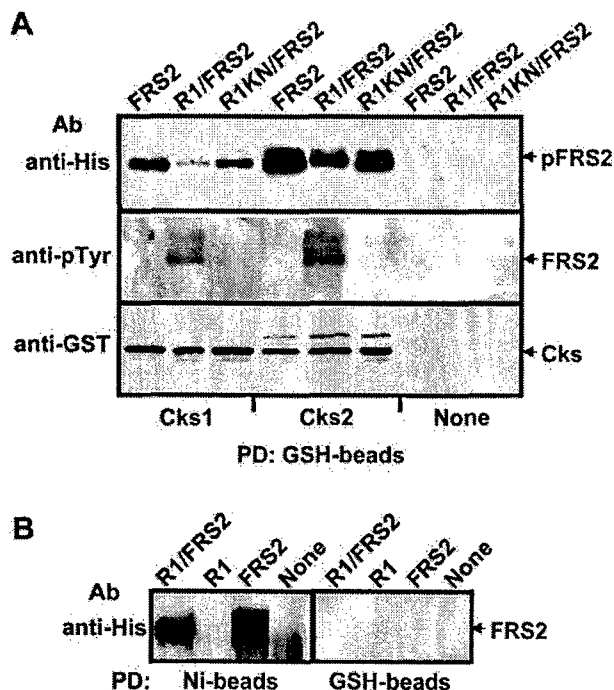 A
FRS2 R1/FRS2 R1KN/FRS2 FRS2 R1/FRS2 R1KN/FRS2 FRS2 R1/FRS2 R1KN/FRS2
Ab
anti-His pFRS2
anti-pTyr FRS2
anti-GST Cks
Cks1 Cks2 None
PD: GSH-beads
B
R1/FRS2 R1 FRS2 None R1/FRS2 R1 FRS2 None
Ab
anti-His FRS2
PD: Ni-beads GSH-beads